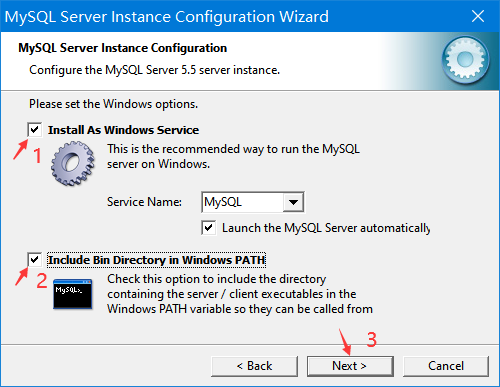 MySQL Server Instance Configuration Wizard
MySQL Server Instance Configuration
Configure the MySQL Server 5.5 server instance.
Please set the Windows options.
Install As Windows Service
1
This is the recommended way to run the MySQL
server on Windows.
Service Name:
MySQL
Launch the MySQL Server automatically
Include Bin Directory in Windows PATH
2
MySQL>_
Check this option to include the directory
containing the server / client executables in the
Windows PATH variable so they can be called from
3
< Back
Next >
Cancel